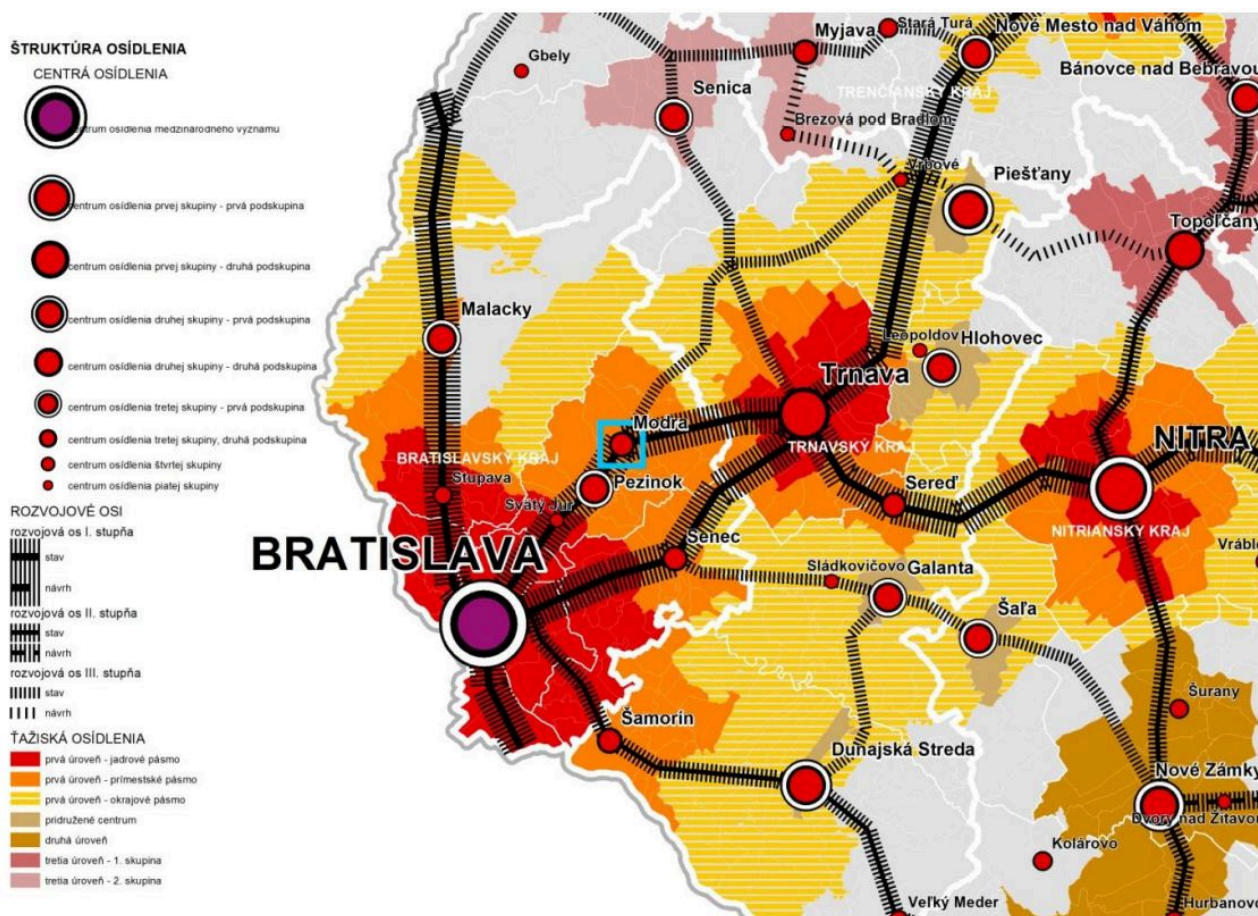 ŠTRUKTÚRA OSÍDLENIA
CENTRÁ OSÍDLENIA
centrum osídlenia medzinárodného významu
centrum osídlenia prvej skupiny - prvá podskupina
centrum osídlenia prvej skupiny - druhá podskupina
centrum osídlenia druhej skupiny - prvá podskupina
centrum osídlenia druhej skupiny - druhá podskupina
centrum osídlenia tretej skupiny - prvá podskupina
centrum osídlenia tretej skupiny, druhá podskupina
centrum osídlenia štvrtej skupiny
centrum osídlenia piatej skupiny
ROZVOJOVÉ OSI
rozvojová os I. stupňa
stav
návrh
rozvojová os II. stupňa
stav
návrh
rozvojová os III. stupňa
stav
návrh
ŤAŽISKÁ OSÍDLENIA
prvá úroveň - jadrové pásmo
prvá úroveň - prímestské pásmo
prvá úroveň - okrajové pásmo
pridružené centrum
druhá úroveň
tretia úroveň - 1. skupina
tretia úroveň - 2. skupina
Gbely
Myjava
Stará Turá
Nové Mesto nad Váhom
Bánovce nad Bebravou
Senica
TRENČIANSKY KRAJ
Brezová pod Bradlom
Vrbové
Piešťany
Topoľčany
Malacky
Leopoldov
Hlohovec
Trnava
Modra
TRNAVSKÝ KRAJ
NITRA
BRATISLAVSKÝ KRAJ
Stupava
Pezinok
Svätý Jur
Sereď
NITRIANSKY KRAJ
BRATISLAVA
Senec
Sládkovičovo
Galanta
Vráble
Šaľa
Šamorín
Šurany
Dunajská Streda
Nové Zámky
Dvory nad Žitavou
Kolárovo
Veľký Meder
Hurbanovo